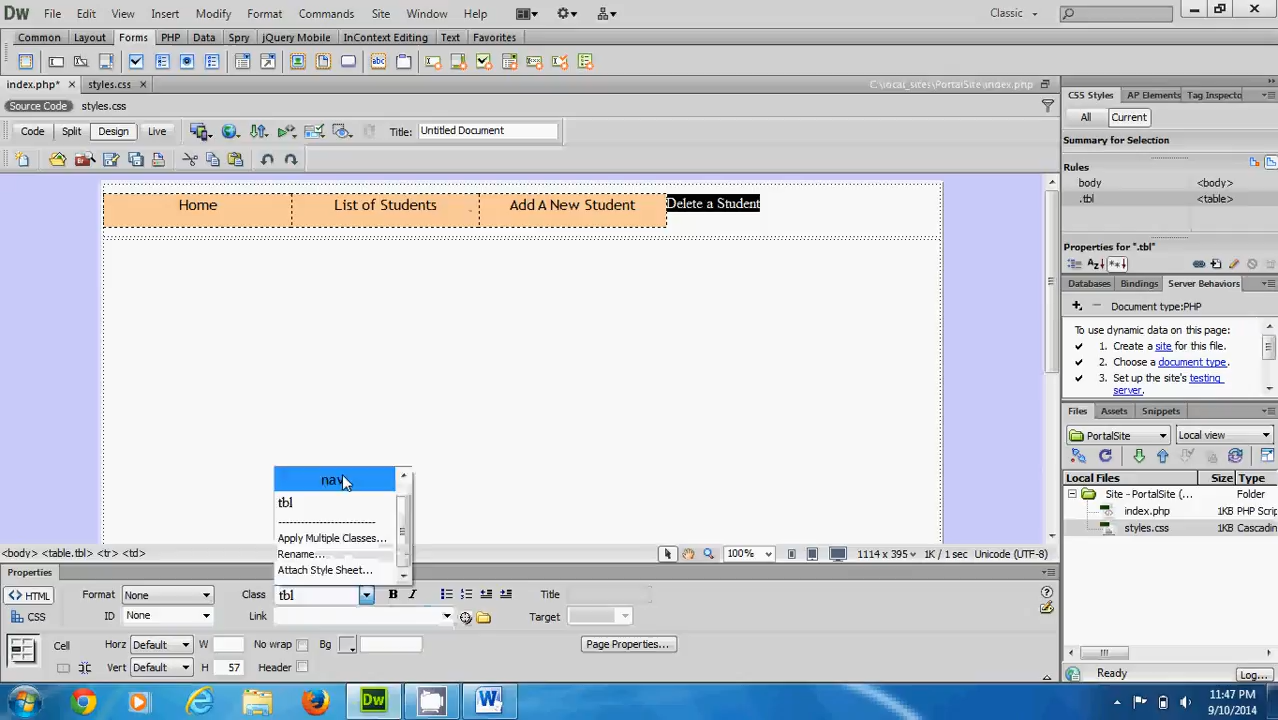 Dw File Edit View Insert Modify Format Commands Site Window Help Classic
Common Layout Forms PHP Data Spry jQuery Mobile InContext Editing Text Favorites
index.php* × styles.css × C:\local_sites\PortalSite\index.php
Source Code styles.css
Code Split Design Live Title: Untitled Document
Home List of Students Add A New Student Delete a Student
nav
tbl
----------------------------
Apply Multiple Classes...
Rename...
Attach Style Sheet...
<body> <table.tbl> <tr> <td> 100% 1114 x 395 1K / 1 sec Unicode (UTF-8)
Properties
<> HTML Format None Class tbl B I Title
CSS ID None Link Target
Cell Horz Default W No wrap Bg Page Properties...
Vert Default H 57 Header
CSS Styles AP Elements Tag Inspecto
All Current
Summary for Selection
Rules
body <body>
.tbl <table>
Properties for ".tbl"
Databases Bindings Server Behaviors
Document type:PHP
To use dynamic data on this page:
1. Create a site for this file.
2. Choose a document type.
3. Set up the site's testing
server.
Files Assets Snippets
PortalSite Local view
Local Files Size Type
Site - PortalSite (... Folder
index.php 1KB PHP Scrip
styles.css 1KB Cascadin
Ready Log...
Dw W
11:47 PM
9/10/2014